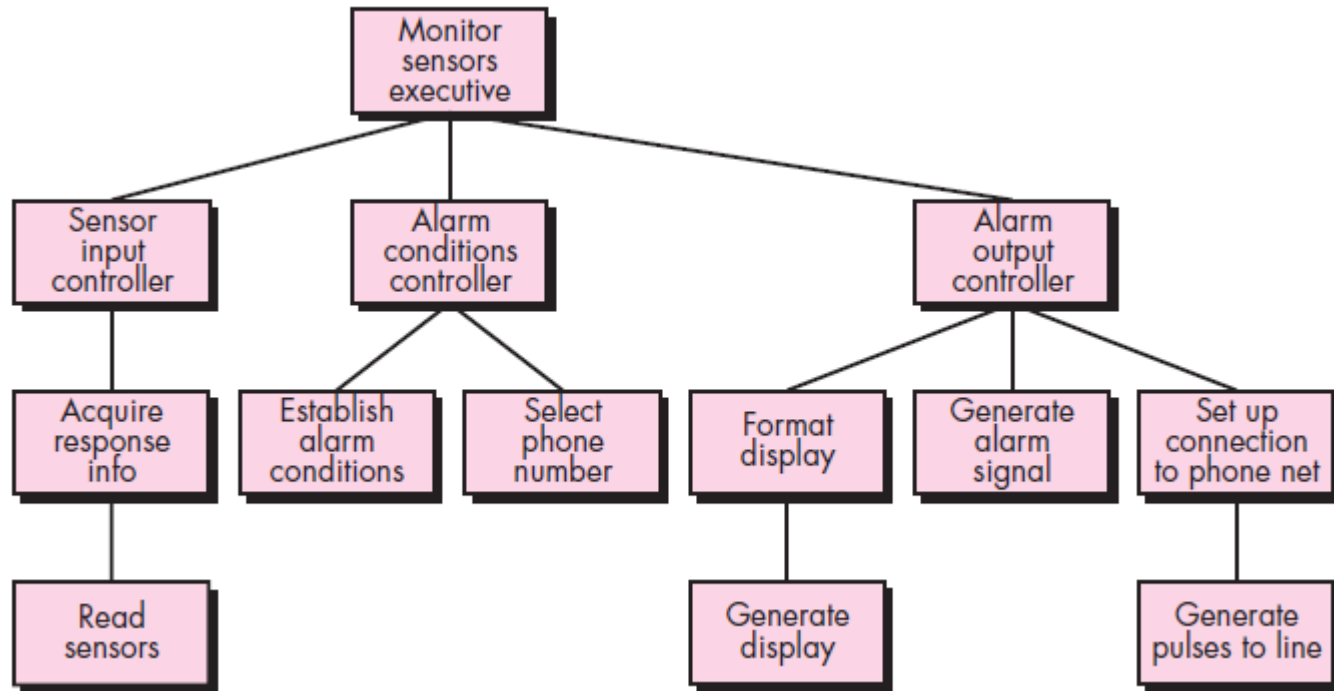 Monitor
sensors
executive
Sensor
input
controller
Alarm
conditions
controller
Alarm
output
controller
Acquire
response
info
Establish
alarm
conditions
Select
phone
number
Format
display
Generate
alarm
signal
Set up
connection
to phone net
Read
sensors
Generate
display
Generate
pulses to line